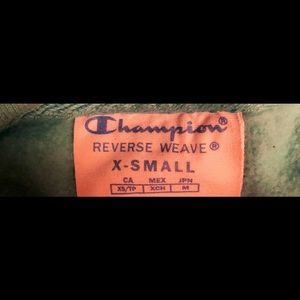 Champion®
REVERSE WEAVE®
X-SMALL
CA MEX JPN
XS/TP XCH M